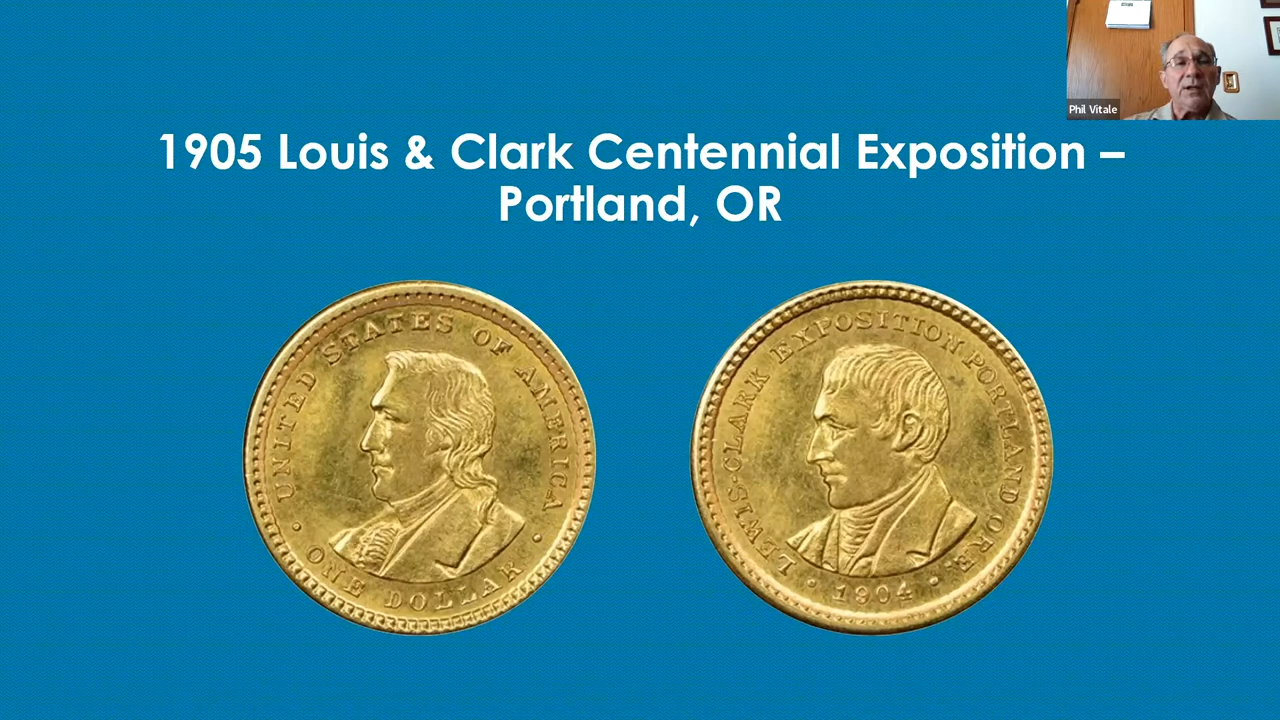 Phil Vitale
1905 Louis & Clark Centennial Exposition –
Portland, OR
UNITED STATES OF AMERICA
• ONE DOLLAR •
LEWIS-CLARK EXPOSITION PORTLAND ORE.
• 1904 •